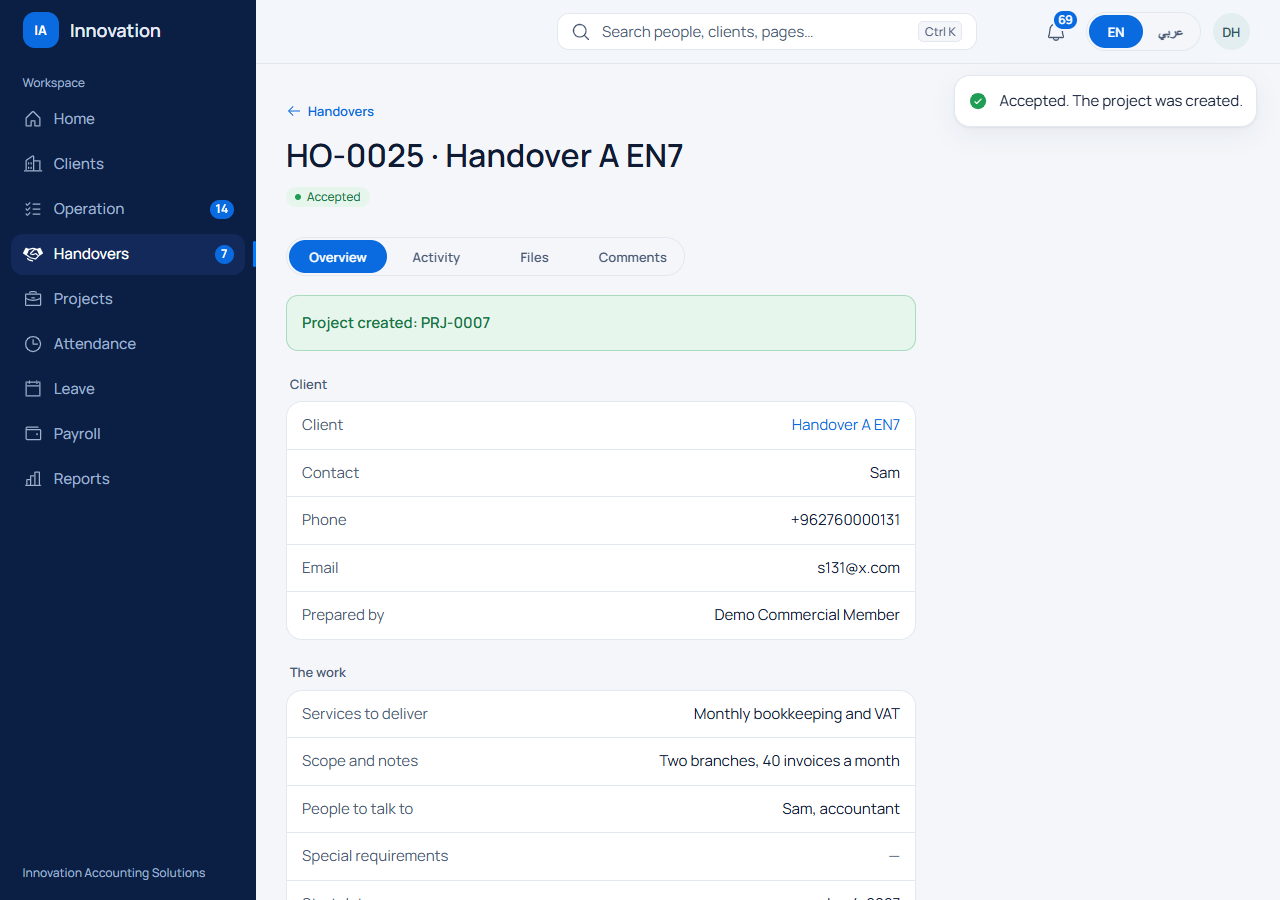 IA Innovation
Search people, clients, pages...
Ctrl K
69
EN
عربي
DH
Workspace
Home
Clients
Operation 14
Handovers 7
Projects
Attendance
Leave
Payroll
Reports
Innovation Accounting Solutions
Accepted. The project was created.
← Handovers
HO-0025 · Handover A EN7
Accepted
Overview
Activity
Files
Comments
Project created: PRJ-0007
Client
Client Handover A EN7
Contact Sam
Phone +962760000131
Email s131@x.com
Prepared by Demo Commercial Member
The work
Services to deliver Monthly bookkeeping and VAT
Scope and notes Two branches, 40 invoices a month
People to talk to Sam, accountant
Special requirements —